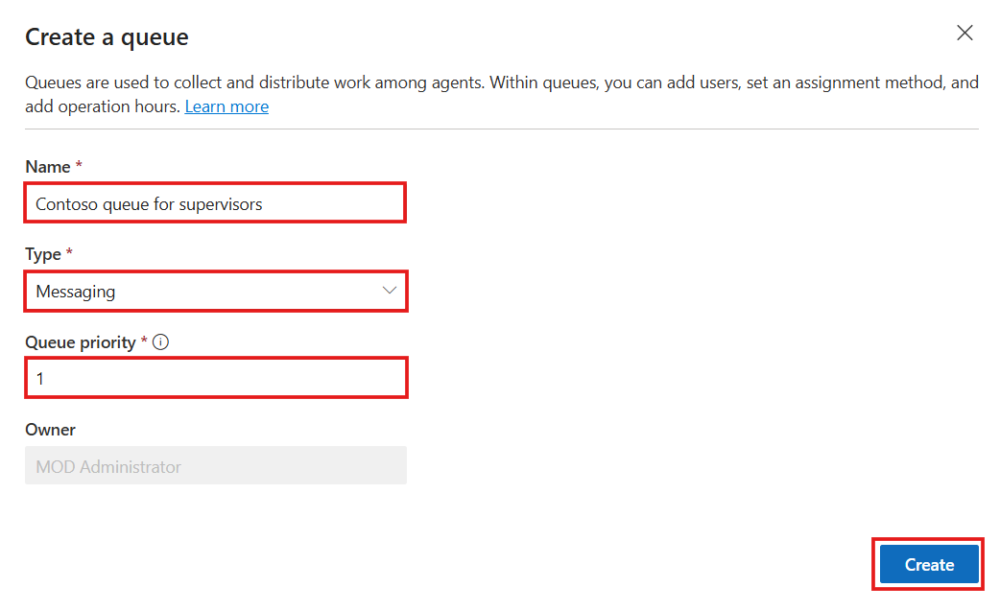 Create a queue
Queues are used to collect and distribute work among agents. Within queues, you can add users, set an assignment method, and
add operation hours. Learn more
Name *
Contoso queue for supervisors
Type *
Messaging
Queue priority *
1
Owner
MOD Administrator
Create